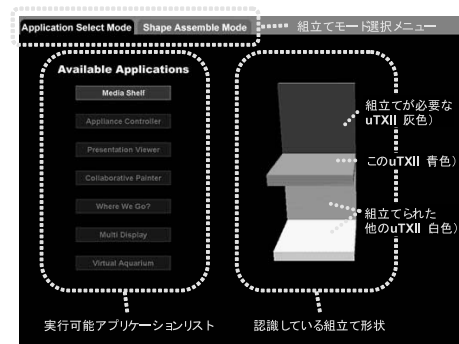 Application Select Mode Shape Assemble Mode 組立てモード選択メニュー
Available Applications
Media Shelf
Appliance Controller
Presentation Viewer
Collaborative Painter
Where We Go?
Multi Display
Virtual Aquarium
組立てが必要な
uTXII 灰色）
このuTXII 青色）
組立てられた
他のuTXII 白色）
実行可能アプリケーションリスト
認識している組立て形状